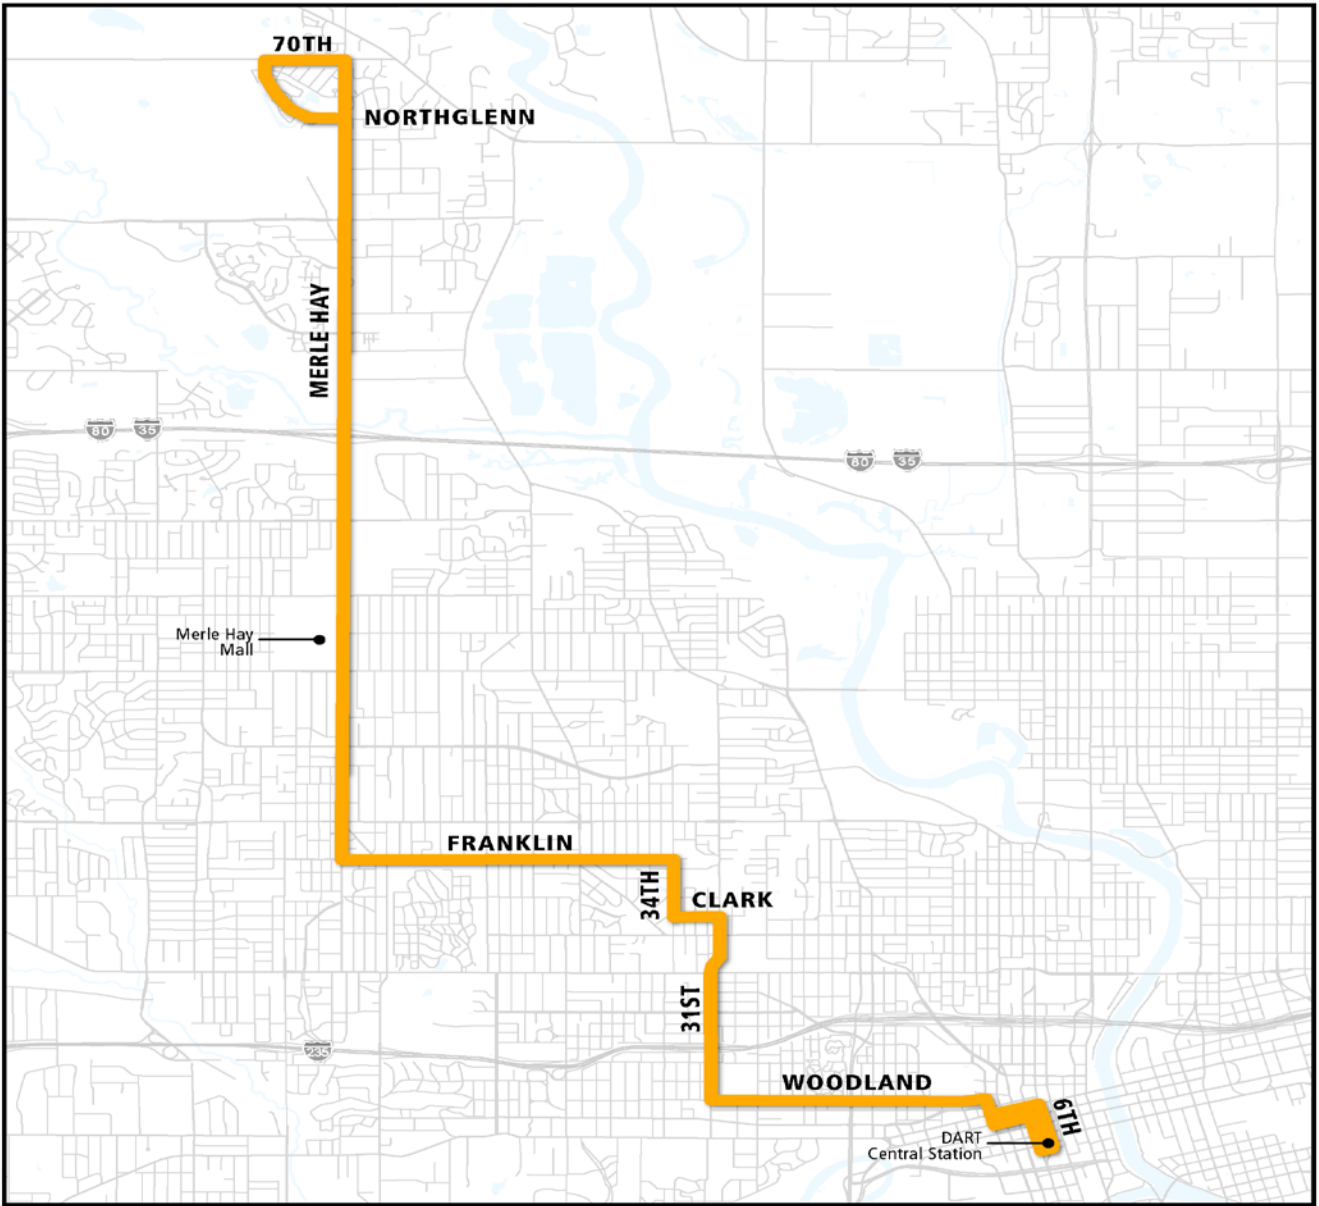 70TH
NORTHGLENN
MERLE HAY
80
35
80
35
Merle Hay
Mall
FRANKLIN
34TH
CLARK
31ST
235
WOODLAND
6TH
DART
Central Station